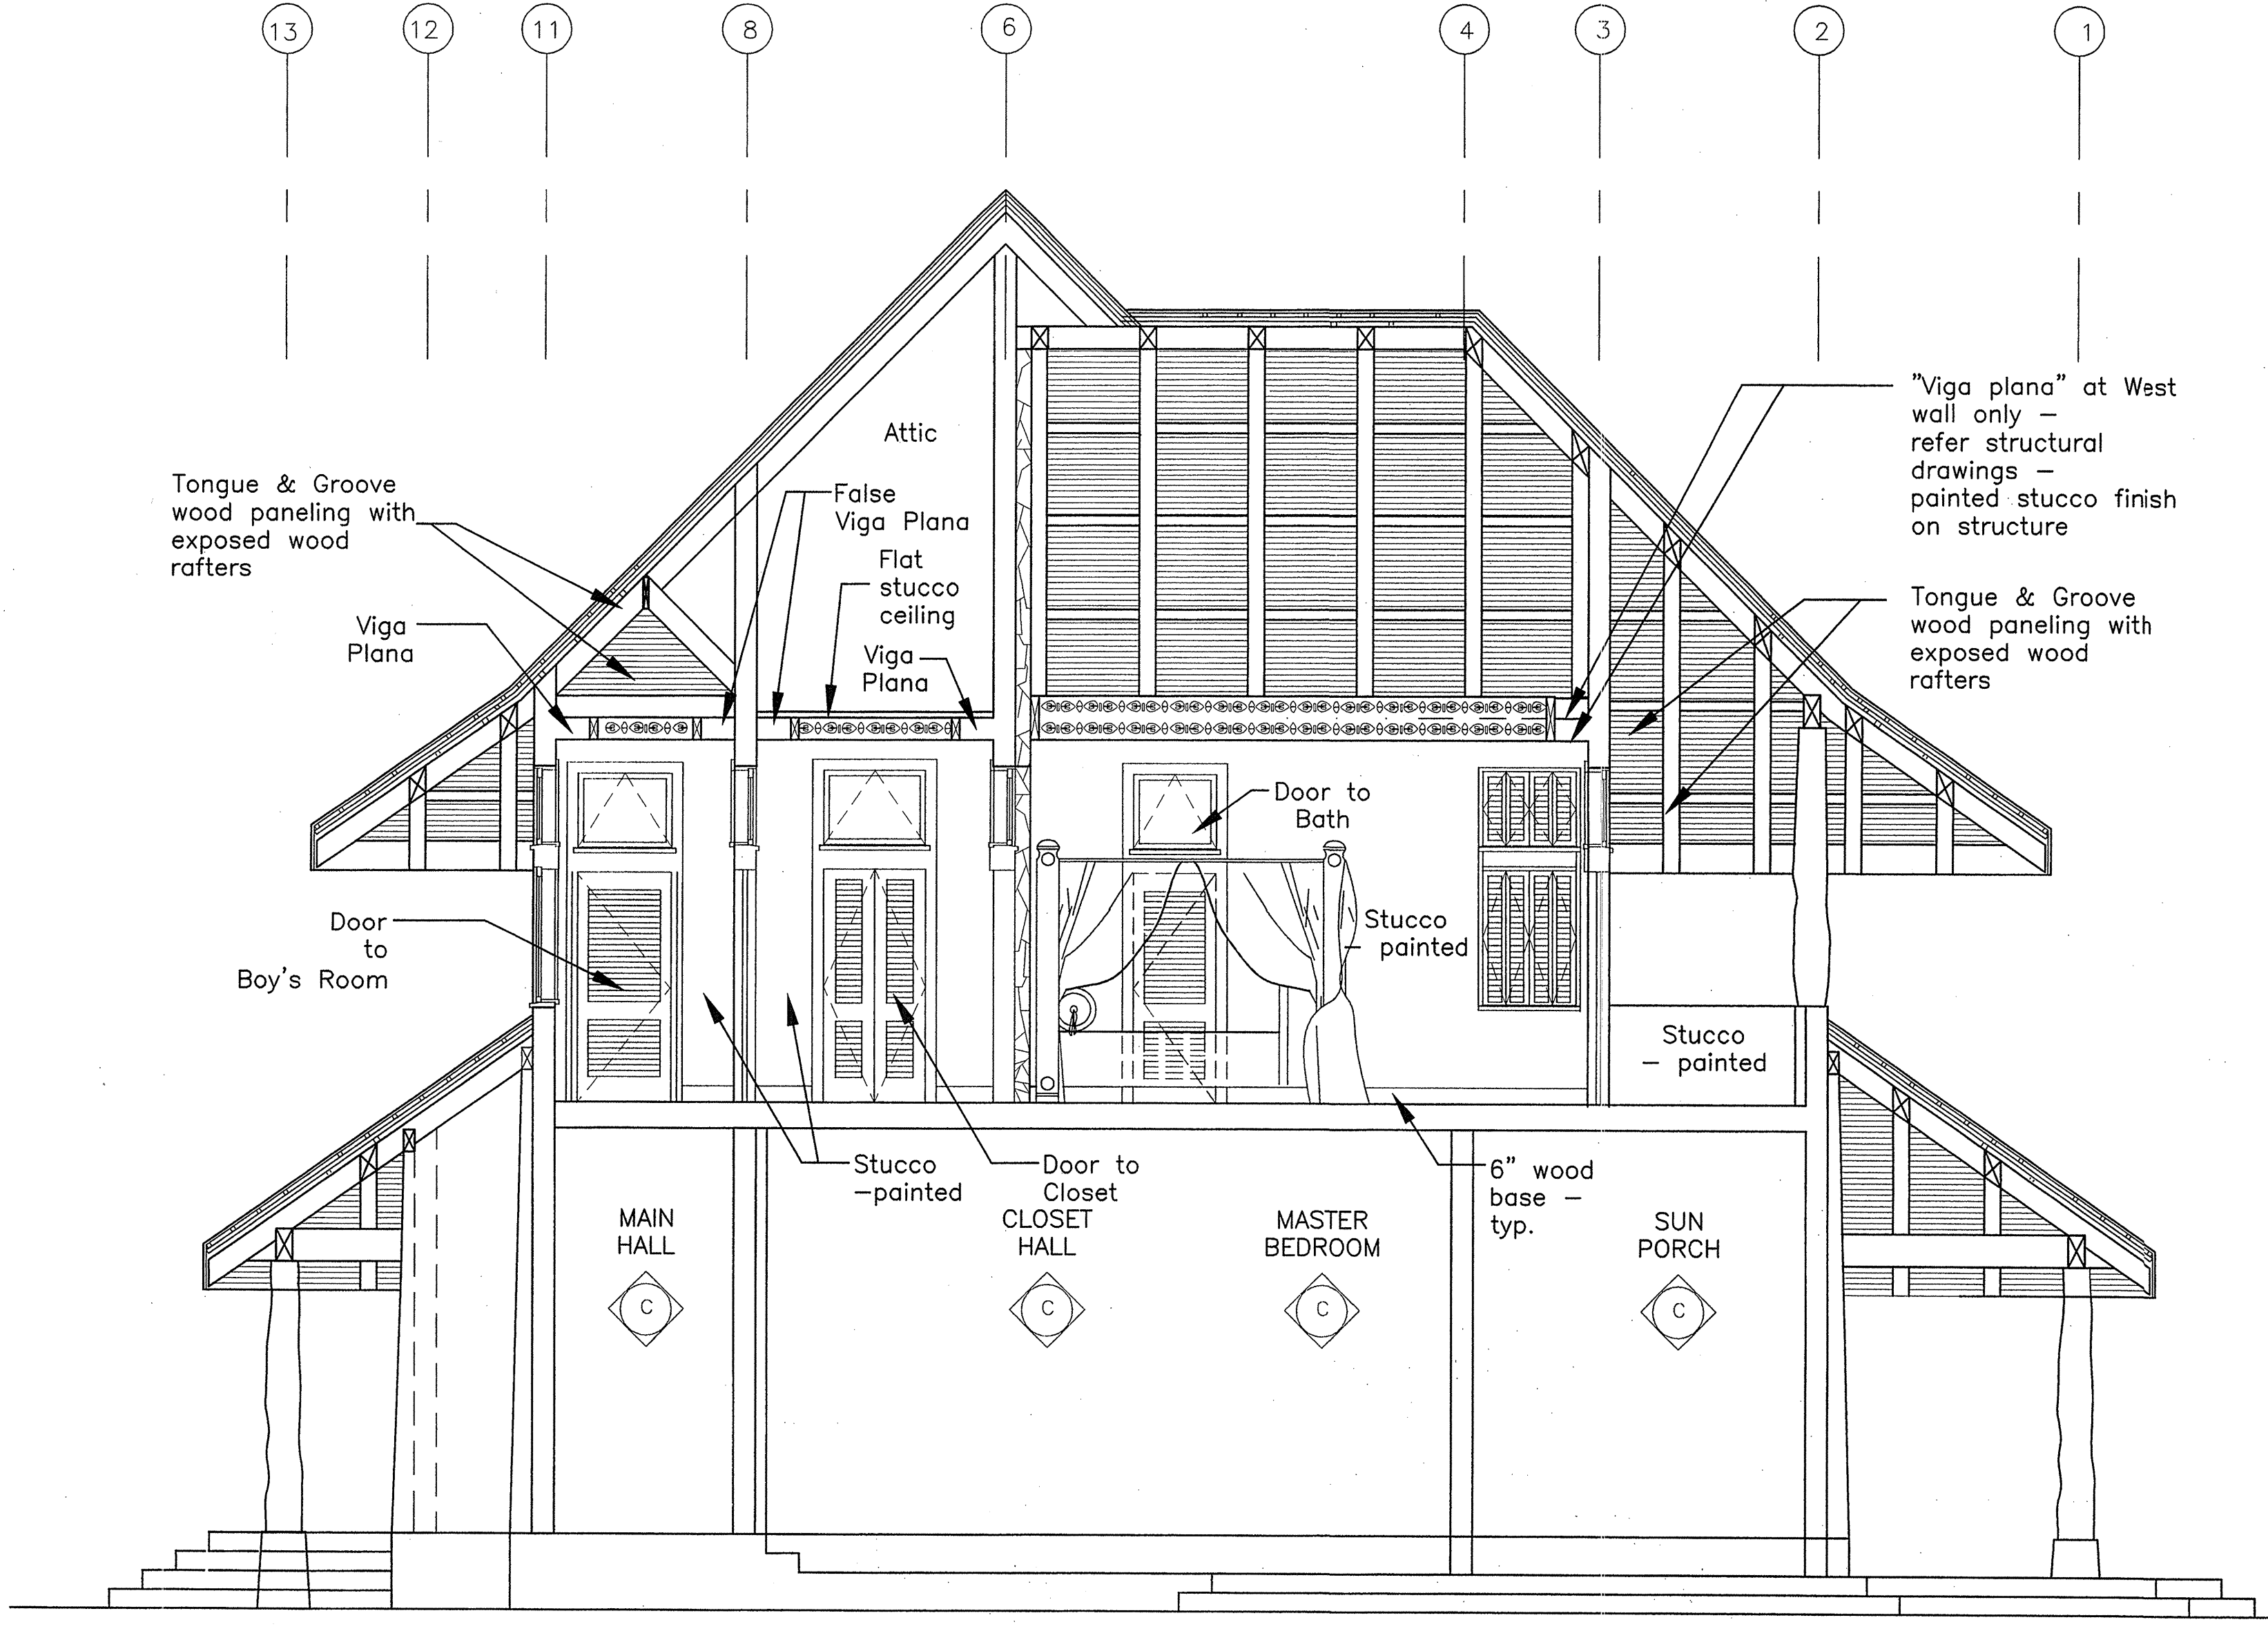 13
12
11
8
6
4
3
2
1
"Viga plana" at West
wall only –
refer structural
drawings –
painted stucco finish
on structure
Attic
Tongue & Groove
wood paneling with
exposed wood
rafters
False
Viga Plana
Flat
stucco
ceiling
Tongue & Groove
wood paneling with
exposed wood
rafters
Viga
Plana
Viga
Plana
Door to
Bath
Door
to
Boy's Room
Stucco
– painted
Stucco
– painted
Stucco
–painted
Door to
Closet
6" wood
base –
typ.
MAIN
HALL
C
CLOSET
HALL
C
MASTER
BEDROOM
C
SUN
PORCH
C